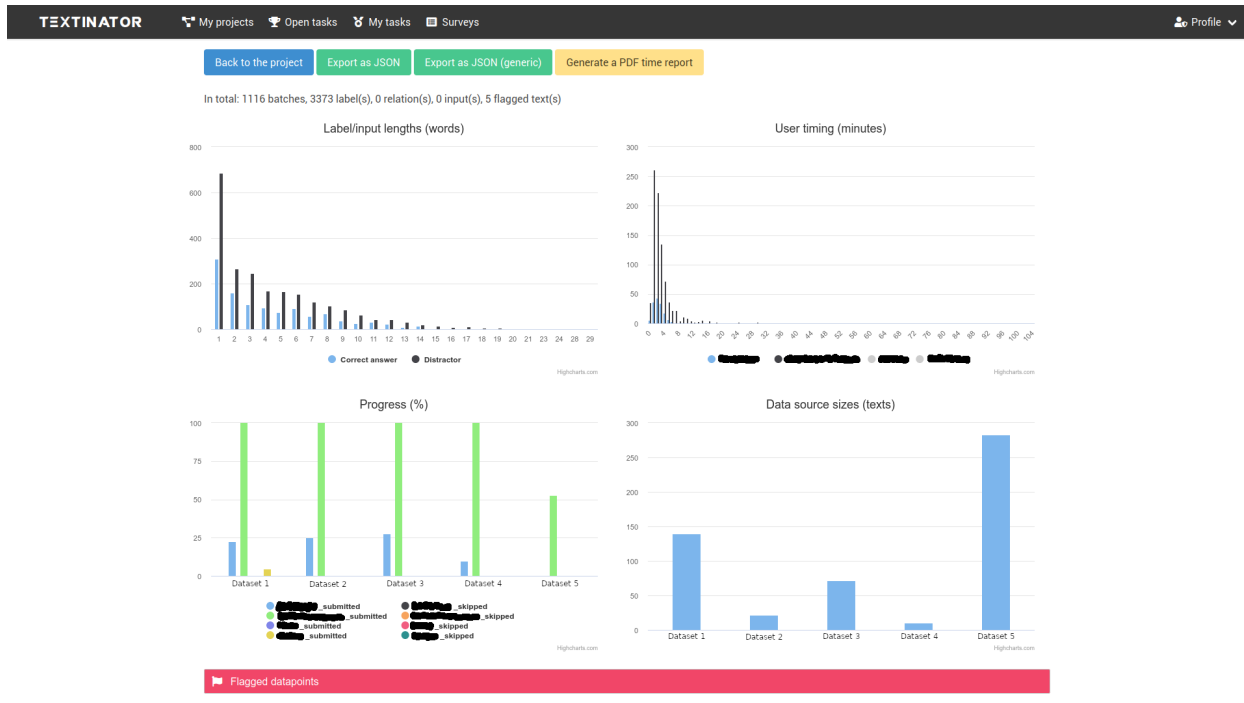 TEXTINATOR My projects Open tasks My tasks Surveys Profile
Back to the project Export as JSON Export as JSON (generic) Generate a PDF time report
In total: 1116 batches, 3373 label(s), 0 relation(s), 0 input(s), 5 flagged text(s)
Label/input lengths (words)
800
600
400
200
0
1 2 3 4 5 6 7 8 9 10 11 12 13 14 15 16 17 18 19 20 21 23 24 28 29
Correct answer Distractor
Highcharts.com
User timing (minutes)
300
250
200
150
100
50
0
0 4 8 12 16 20 24 28 32 36 40 44 48 52 56 60 64 68 72 76 80 84 88 92 96 100 104
Highcharts.com
Progress (%)
100
75
50
25
0
Dataset 1 Dataset 2 Dataset 3 Dataset 4 Dataset 5
_submitted _skipped
_submitted _skipped
_submitted _skipped
_submitted _skipped
Highcharts.com
Data source sizes (texts)
300
250
200
150
100
50
0
Dataset 1 Dataset 2 Dataset 3 Dataset 4 Dataset 5
Highcharts.com
Flagged datapoints